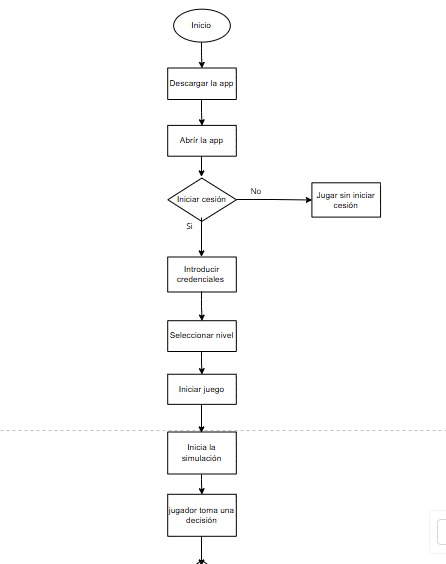 Inicio
Descargar la app
Abrir la app
Iniciar cesión
No
Jugar sin iniciar
cesión
Si
Introducir
credenciales
Seleccionar nivel
Iniciar juego
Inicia la
simulación
jugador toma una
decisión